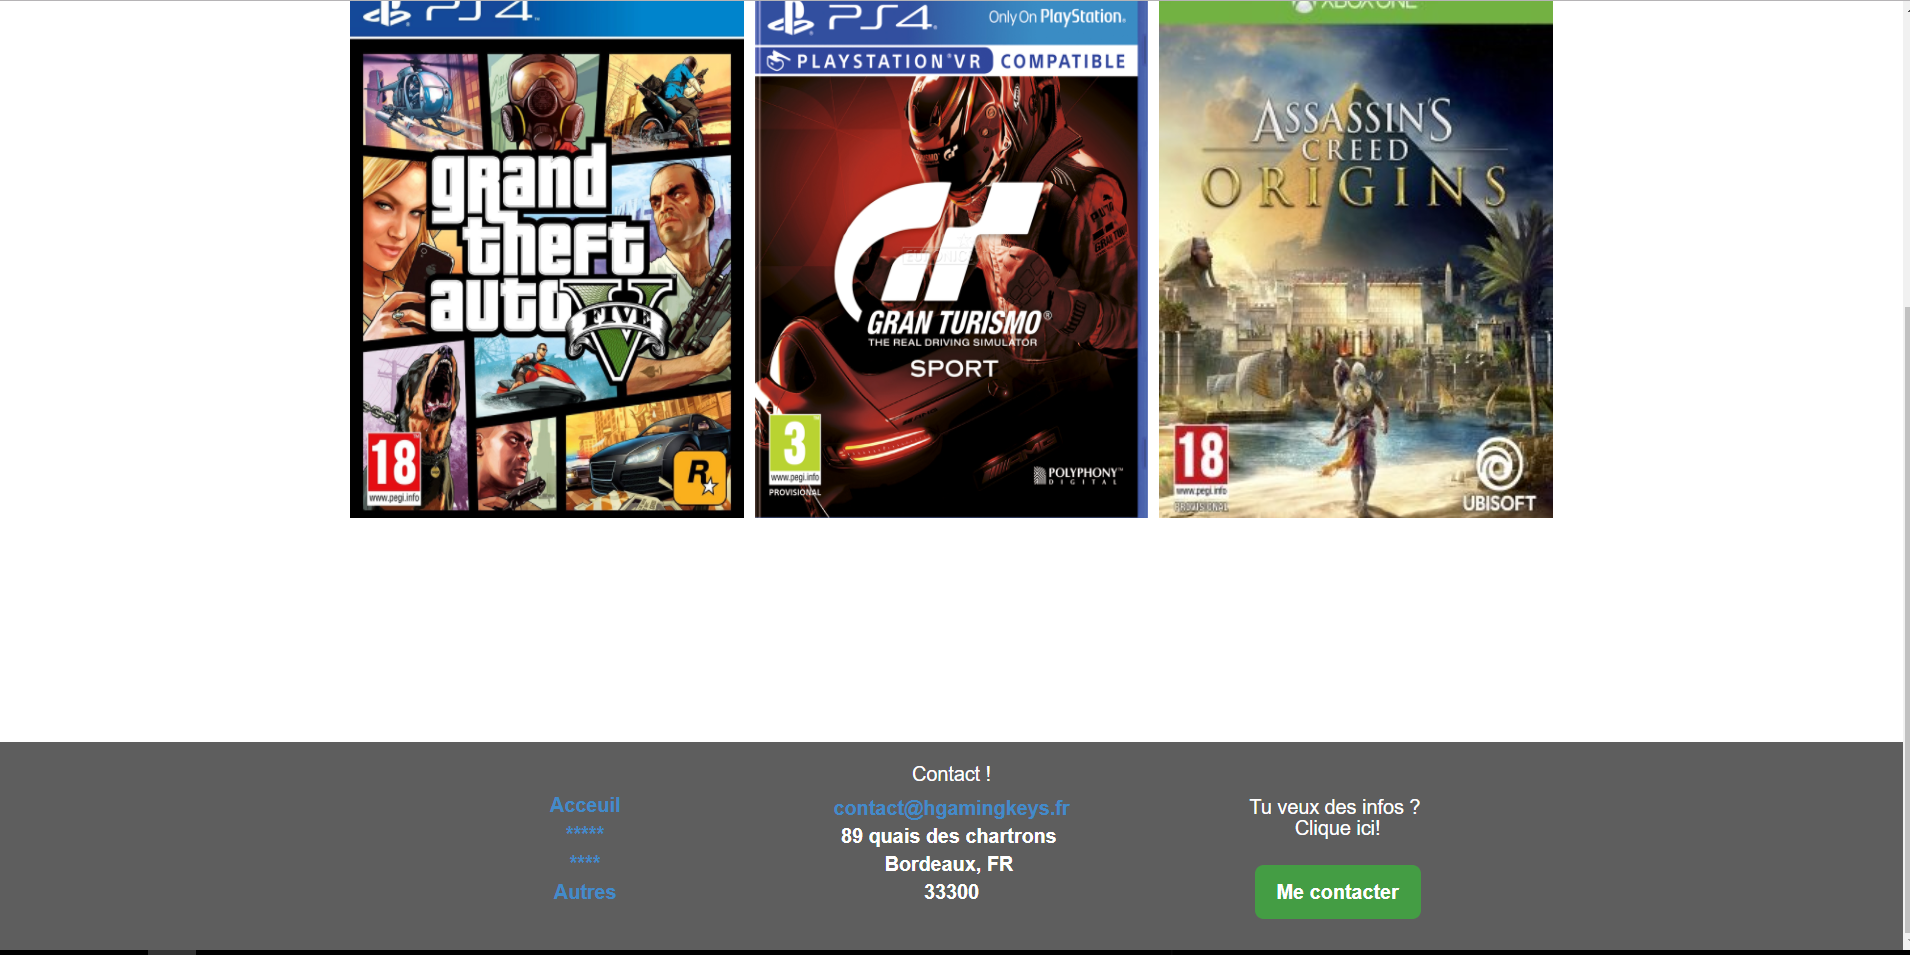 PS4
grand
theft
auto
V
FIVE
18
www.pegi.info
R
PS4
Only On PlayStation.
PLAYSTATION®VR COMPATIBLE
GT
GRAN TURISMO®
THE REAL DRIVING SIMULATOR
SPORT
3
www.pegi.info
PROVISIONAL
POLYPHONY™
DIGITAL
XBOX ONE
ASSASSIN'S
CREED
ORIGINS
18
www.pegi.info
PROVISIONAL
UBISOFT
Acceuil
*****
****
Autres
Contact !
contact@hgamingkeys.fr
89 quais des chartrons
Bordeaux, FR
33300
Tu veux des infos ?
Clique ici!
Me contacter